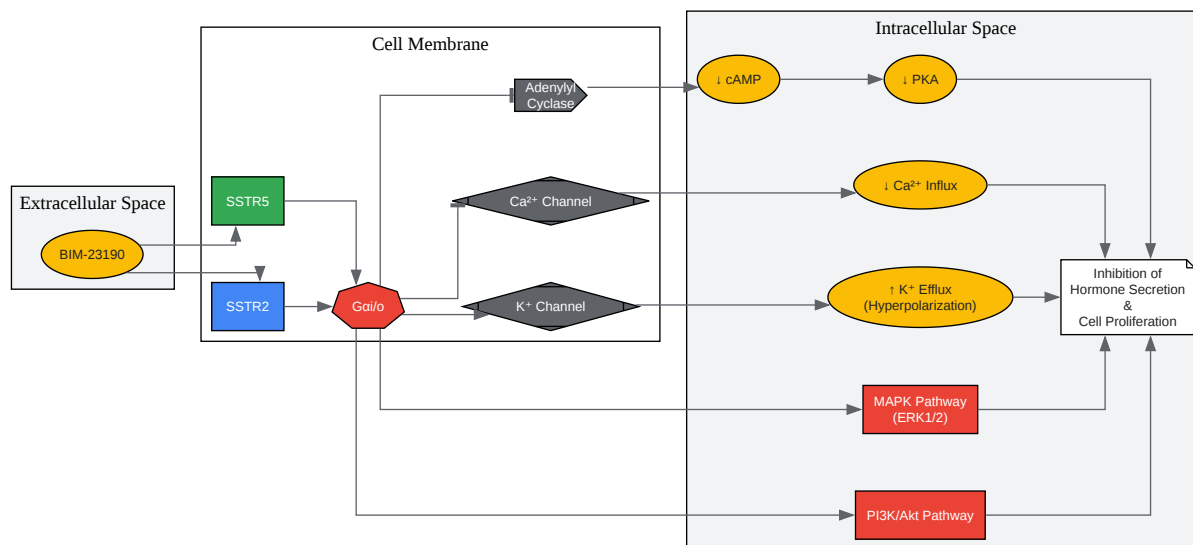 Cell Membrane
Intracellular Space
Extracellular Space
BIM-23190
SSTR5
SSTR2
Gαi/o
Adenylyl
Cyclase
Ca²⁺ Channel
K⁺ Channel
↓ cAMP
↓ PKA
↓ Ca²⁺ Influx
↑ K⁺ Efflux
(Hyperpolarization)
MAPK Pathway
(ERK1/2)
PI3K/Akt Pathway
Inhibition of
Hormone Secretion
&
Cell Proliferation